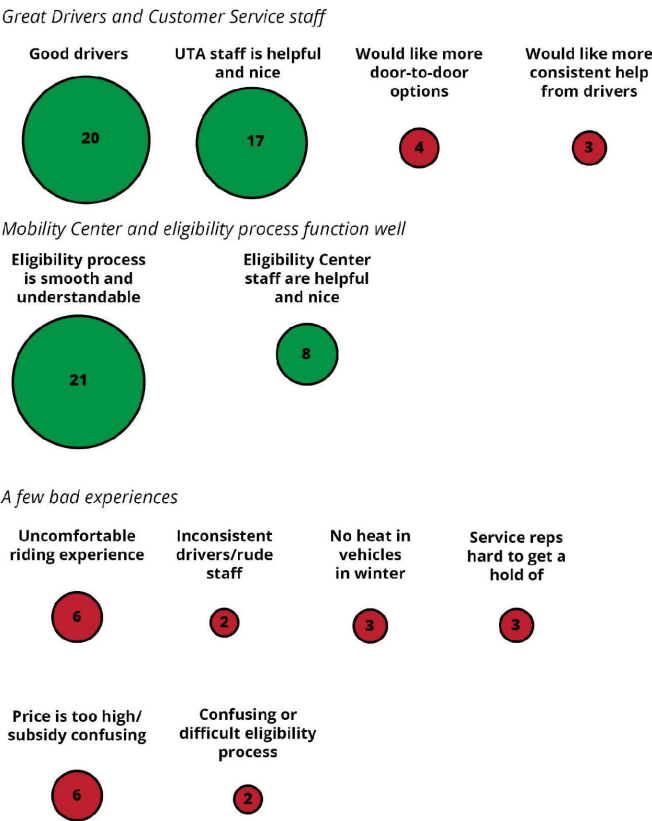 Great Drivers and Customer Service staff
Good drivers
20
UTA staff is helpful
and nice
17
Would like more
door-to-door
options
4
Would like more
consistent help
from drivers
3
Mobility Center and eligibility process function well
Eligibility process
is smooth and
understandable
21
Eligibility Center
staff are helpful
and nice
8
A few bad experiences
Uncomfortable
riding experience
6
Inconsistent
drivers/rude
staff
2
No heat in
vehicles
in winter
3
Service reps
hard to get a
hold of
3
Price is too high/
subsidy confusing
6
Confusing or
difficult eligibility
process
2